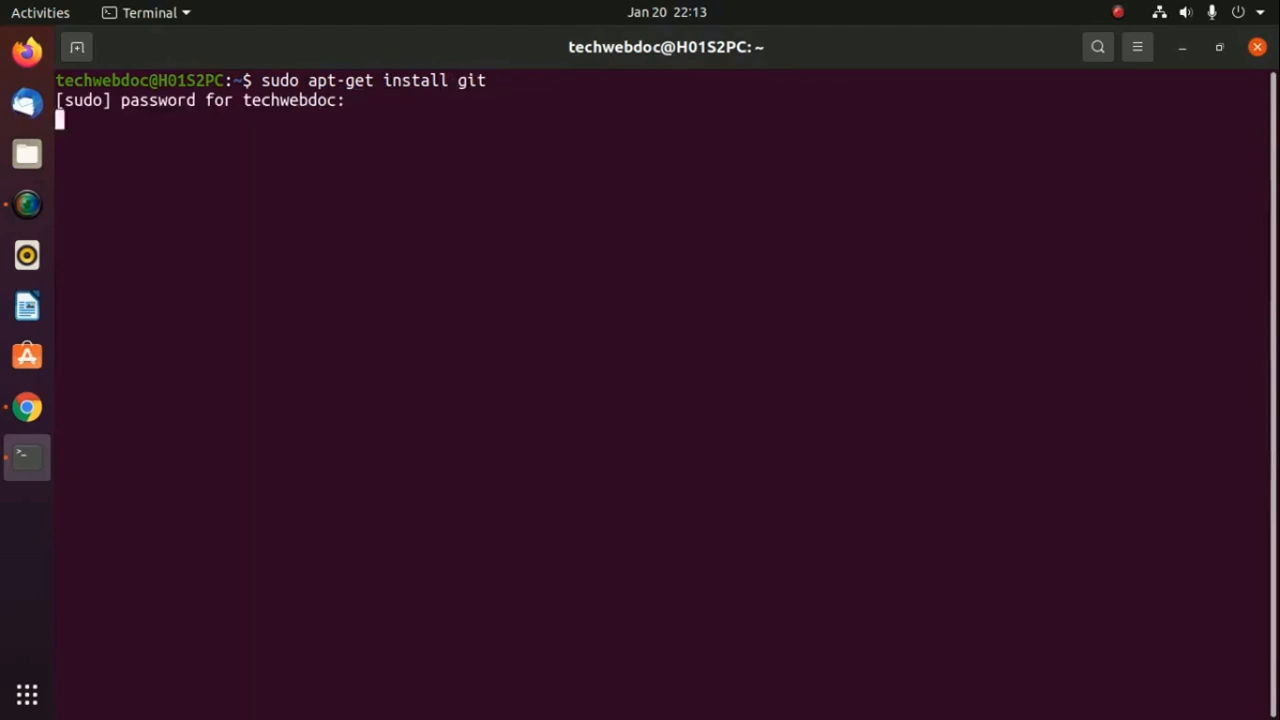 Activities
Terminal
Jan 20 22:13
techwebdoc@H01S2PC: ~
techwebdoc@H01S2PC:~$ sudo apt-get install git
[sudo] password for techwebdoc: